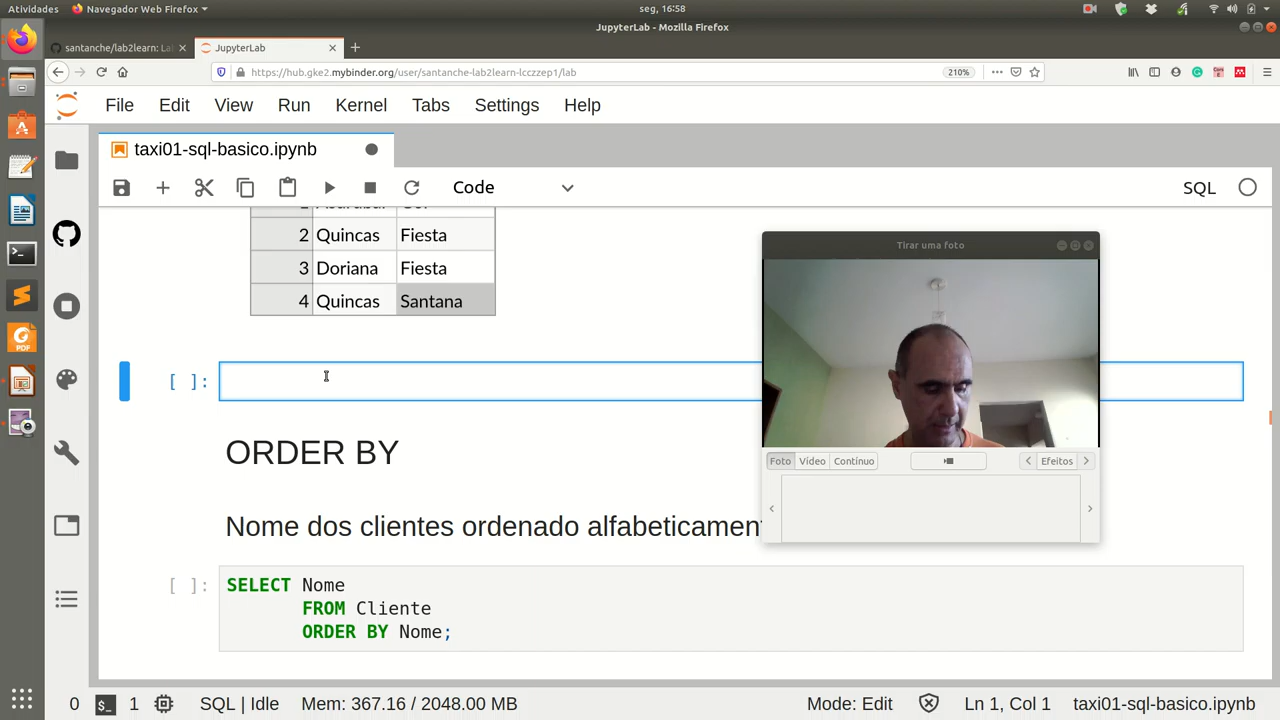 Atividades
Navegador Web Firefox
seg, 16:58
JupyterLab - Mozilla Firefox
santanche/lab2learn: La
JupyterLab
https://hub.gke2.mybinder.org/user/santanche-lab2learn-lcczzep1/lab
210%
File Edit View Run Kernel Tabs Settings Help
taxi01-sql-basico.ipynb
Code
SQL
2 Quincas Fiesta
3 Doriana Fiesta
4 Quincas Santana
[ ]:
ORDER BY
Nome dos clientes ordenado alfabeticament
[ ]:
SELECT Nome
FROM Cliente
ORDER BY Nome;
Tirar uma foto
Foto Vídeo Contínuo
Efeitos
PDF
0
1
SQL | Idle
Mem: 367.16 / 2048.00 MB
Mode: Edit
Ln 1, Col 1
taxi01-sql-basico.ipynb